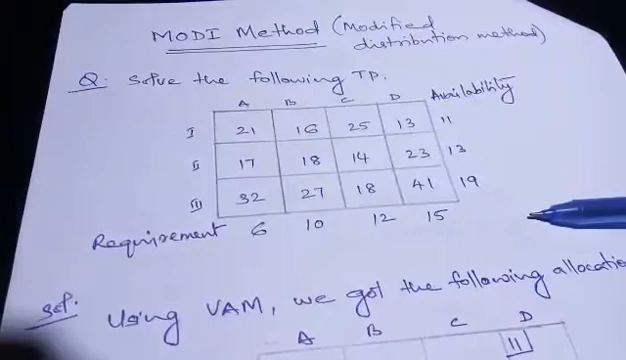 MODI Method (Modified
distribution method)
Q. Solve the following TP.
A B C D Availability
I 21 16 25 13 11
II 17 18 14 23 13
III 32 27 18 41 19
Requirement 6 10 12 15
Sol. Using VAM, we got the following allocatio
A B C D
11